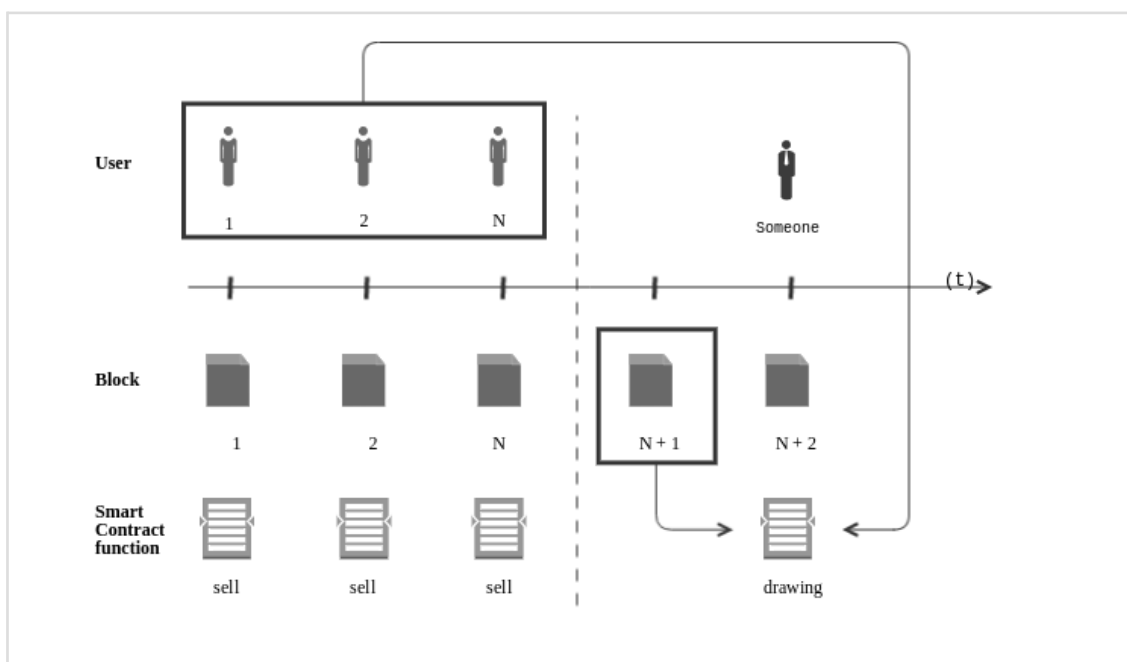 User
1
2
N
Someone
(t)
Block
1
2
N
N + 1
N + 2
Smart
Contract
function
sell
sell
sell
drawing